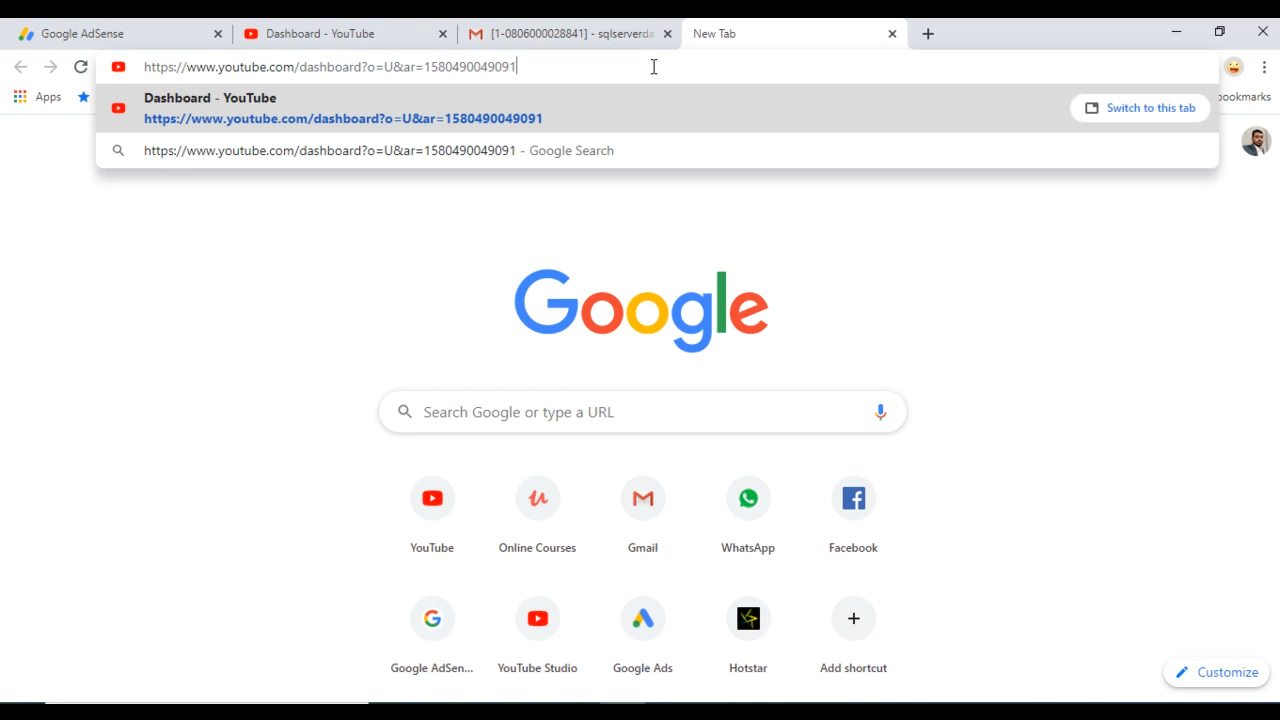 Google AdSense
Dashboard - YouTube
[1-0806000028841] - sqlserverda
New Tab
https://www.youtube.com/dashboard?o=U&ar=1580490049091
Apps
Dashboard - YouTube
https://www.youtube.com/dashboard?o=U&ar=1580490049091
Switch to this tab
bookmarks
https://www.youtube.com/dashboard?o=U&ar=1580490049091 - Google Search
Google
Search Google or type a URL
YouTube
Online Courses
Gmail
WhatsApp
Facebook
Google AdSen...
YouTube Studio
Google Ads
Hotstar
Add shortcut
Customize